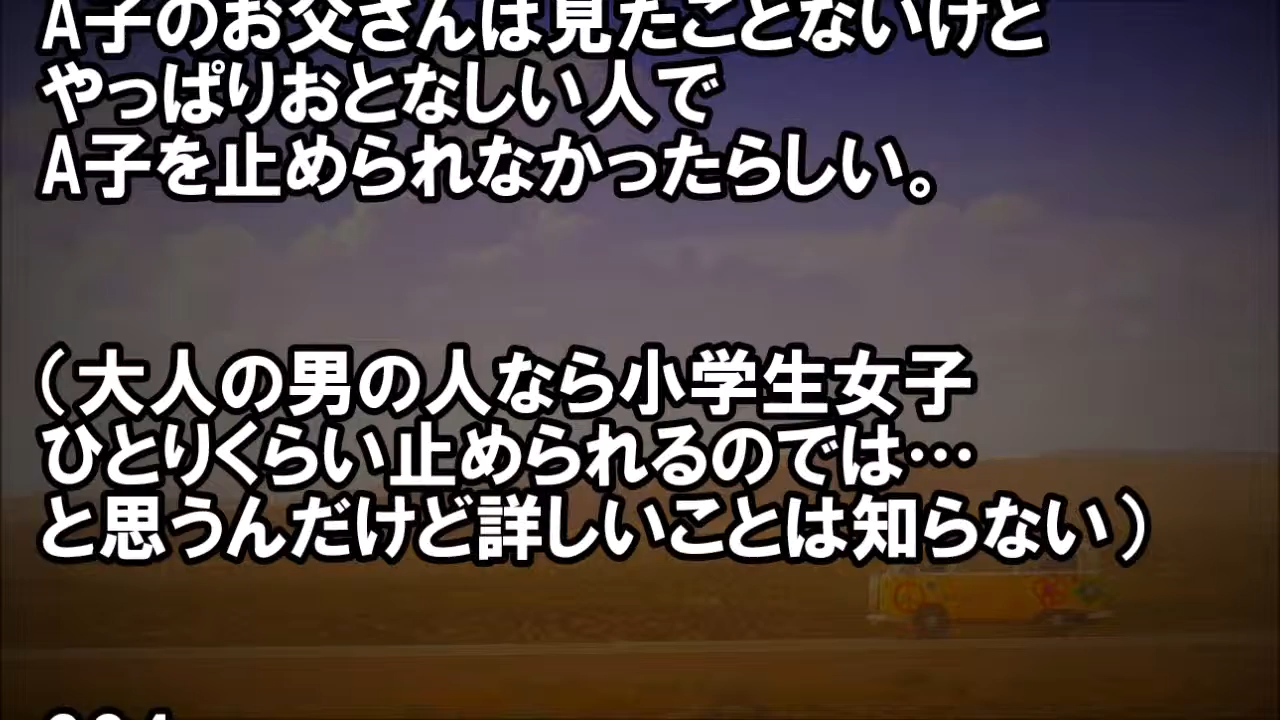 A子のお父さんは見たことないけど
やっぱりおとなしい人で
A子を止められなかったらしい。
（大人の男の人なら小学生女子
ひとりくらい止められるのでは…
と思うんだけど詳しいことは知らない）